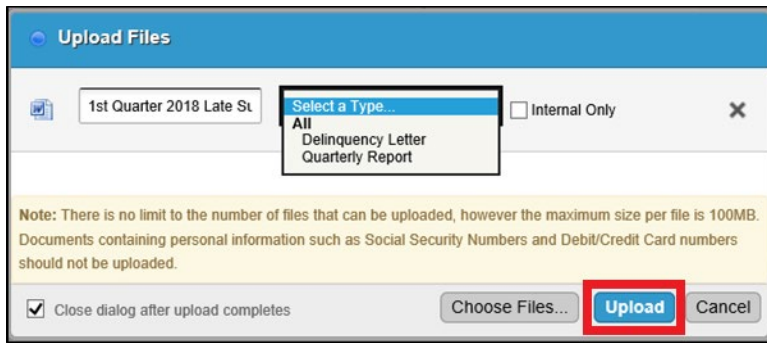 Upload Files
1st Quarter 2018 Late Su
Select a Type...
Internal Only
All
Delinquency Letter
Quarterly Report
Note: There is no limit to the number of files that can be uploaded, however the maximum size per file is 100MB.
Documents containing personal information such as Social Security Numbers and Debit/Credit Card numbers
should not be uploaded.
Close dialog after upload completes
Choose Files...
Upload
Cancel